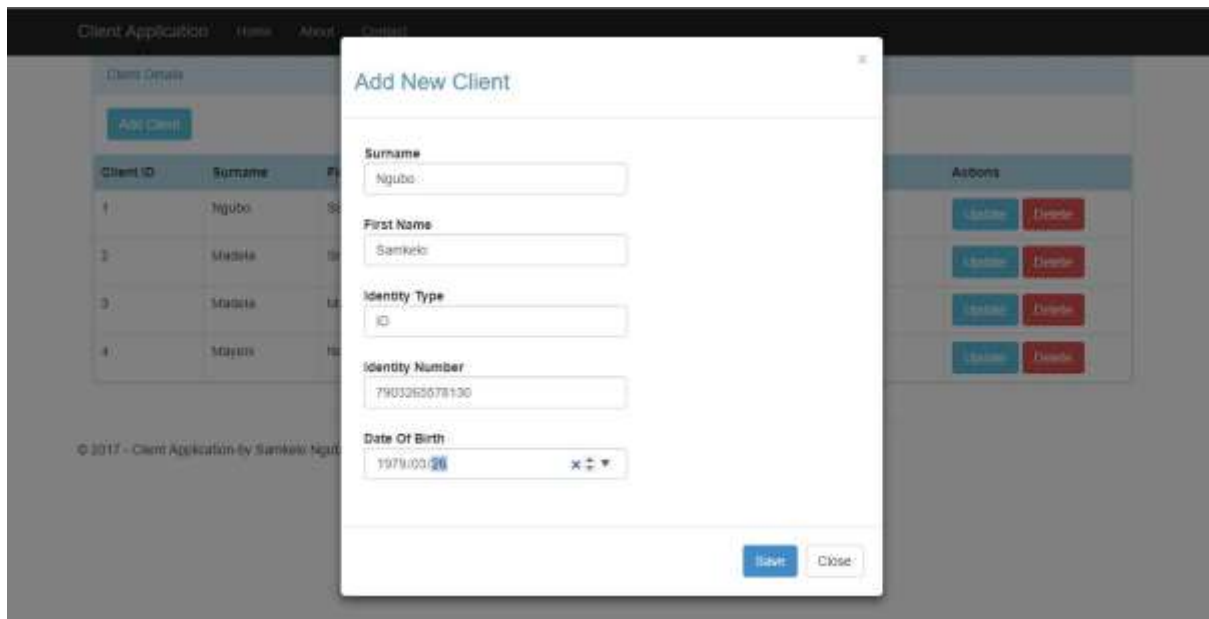 Client Application Home About Contact
Client Details
Add Client
Client ID Surname Actions
1 Ngubo Update Delete
2 Madela Update Delete
3 Madela Update Delete
4 Update Delete
© 2017 - Client Application by Samkelo
×
Add New Client
Surname
Ngubo
First Name
Samkelo
Identity Type
ID
Identity Number
Date Of Birth
1979/03/26
Save Close